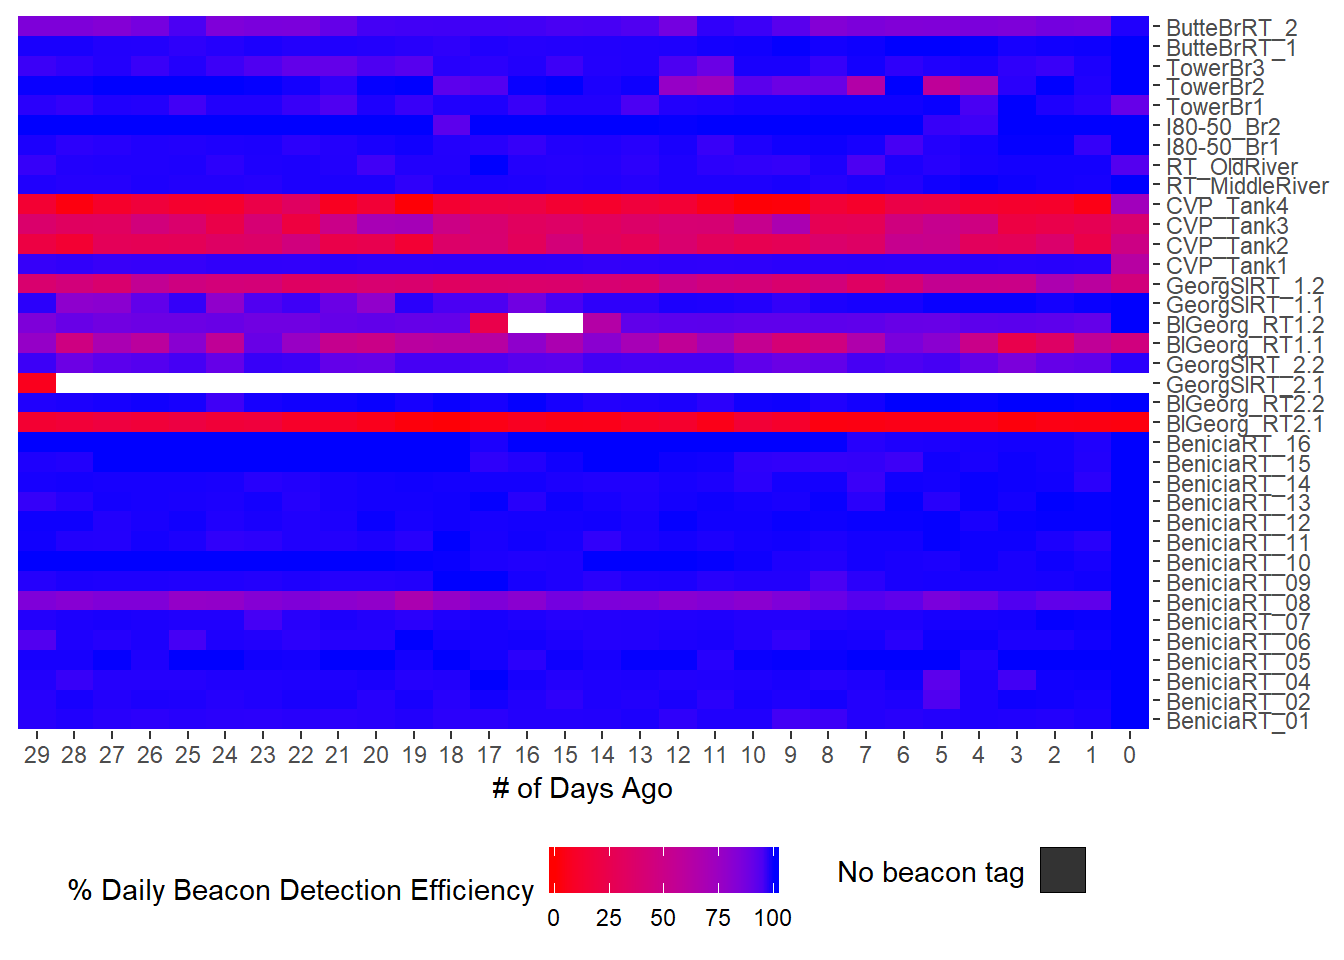 ButteBrRT_2
ButteBrRT_1
TowerBr3
TowerBr2
TowerBr1
I80-50_Br2
I80-50_Br1
RT_OldRiver
RT_MiddleRiver
CVP_Tank4
CVP_Tank3
CVP_Tank2
CVP_Tank1
GeorgSlRT_1.2
GeorgSlRT_1.1
BlGeorg_RT1.2
BlGeorg_RT1.1
GeorgSlRT_2.2
GeorgSlRT_2.1
BlGeorg_RT2.2
BlGeorg_RT2.1
BeniciaRT_16
BeniciaRT_15
BeniciaRT_14
BeniciaRT_13
BeniciaRT_12
BeniciaRT_11
BeniciaRT_10
BeniciaRT_09
BeniciaRT_08
BeniciaRT_07
BeniciaRT_06
BeniciaRT_05
BeniciaRT_04
BeniciaRT_02
BeniciaRT_01
29 28 27 26 25 24 23 22 21 20 19 18 17 16 15 14 13 12 11 10 9 8 7 6 5 4 3 2 1 0
# of Days Ago
% Daily Beacon Detection Efficiency
0 25 50 75 100
No beacon tag